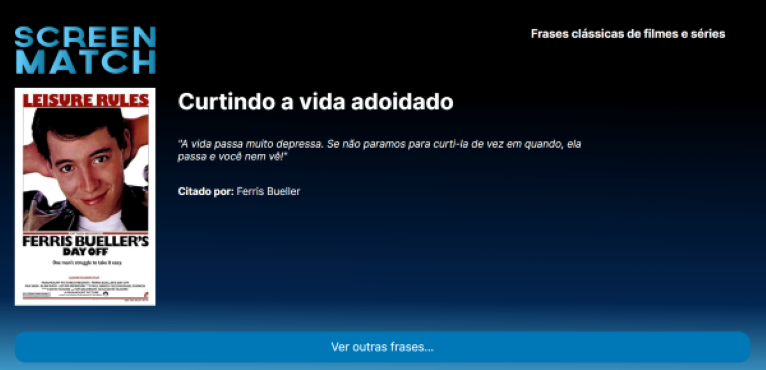 SCREEN
MATCH
Frases clássicas de filmes e séries
LEISURE RULES
Curtindo a vida adoidado
"A vida passa muito depressa. Se não paramos para curti-la de vez em quando, ela
passa e você nem vê!"
Citado por: Ferris Bueller
FERRIS BUELLER'S
DAY OFF
One man's struggle to take it easy.
Ver outras frases...